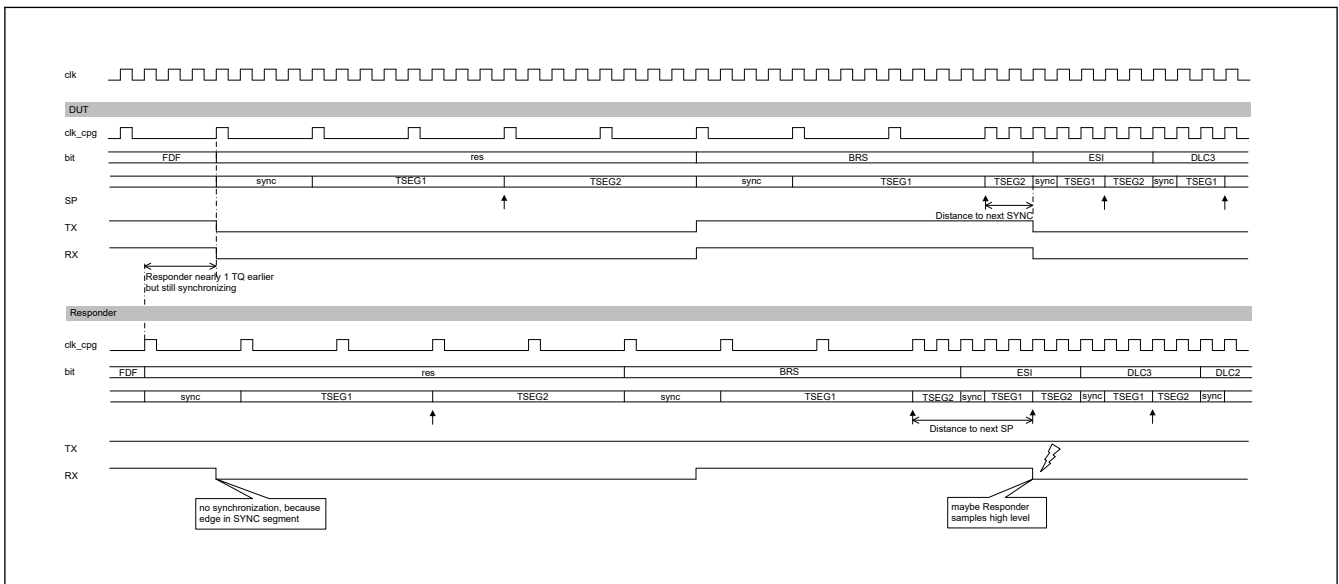 clk
DUT
clk_cpg
bit FDF res BRS ESI DLC3
sync TSEG1 TSEG2 sync TSEG1 TSEG2 sync TSEG1 TSEG2 sync TSEG1
SP
Distance to next SYNC
TX
RX
Responder nearly 1 TQ earlier
but still synchronizing
Responder
clk_cpg
bit FDF res BRS ESI DLC3 DLC2
sync TSEG1 TSEG2 sync TSEG1 TSEG2 sync TSEG1 TSEG2 sync TSEG1 TSEG2 sync
Distance to next SP
TX
RX
no synchronization, because
edge in SYNC segment
maybe Responder
samples high level